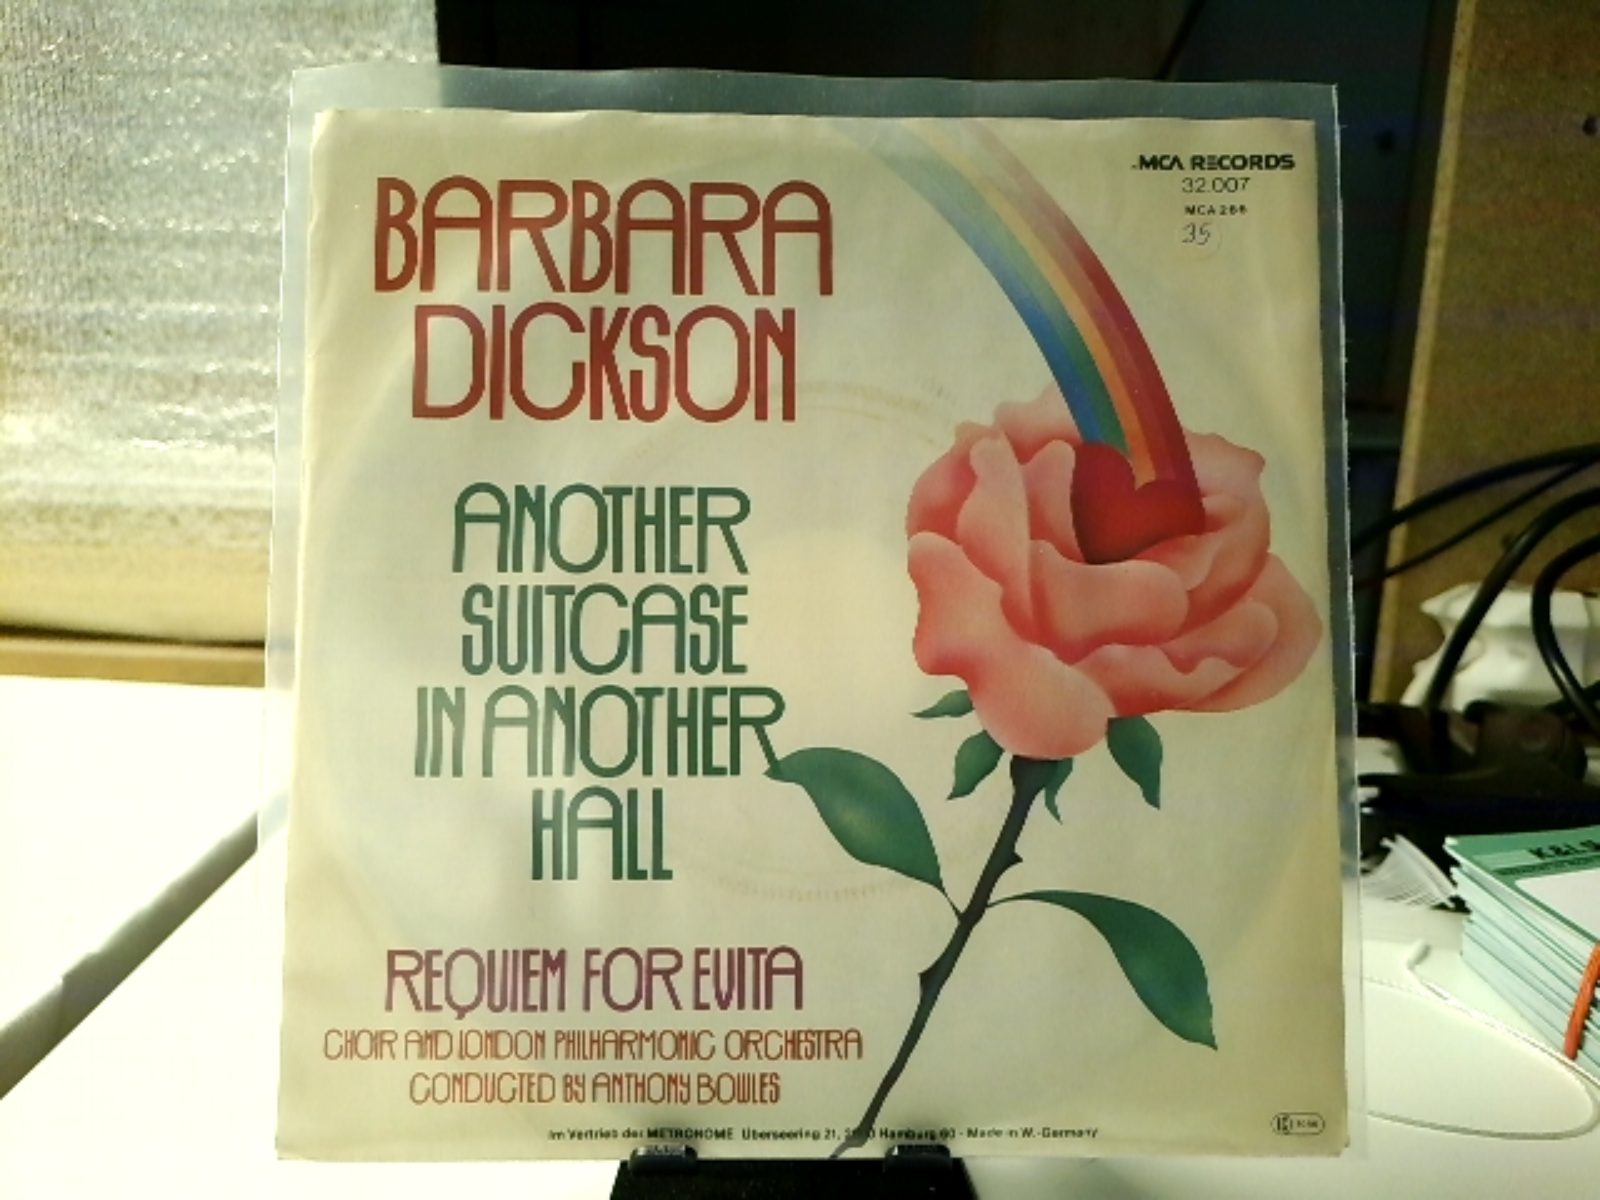 BARBARA
DICKSON
MCA RECORDS
32.007
MCA 266
35
ANOTHER
SUITCASE
IN ANOTHER
HALL
REQUIEM FOR EVITA
CHOIR AND LONDON PHILHARMONIC ORCHESTRA
CONDUCTED BY ANTHONY BOWLES
Im Vertrieb der METRONOME Überseering 21, Hamburg 60 - Made in W.-Germany